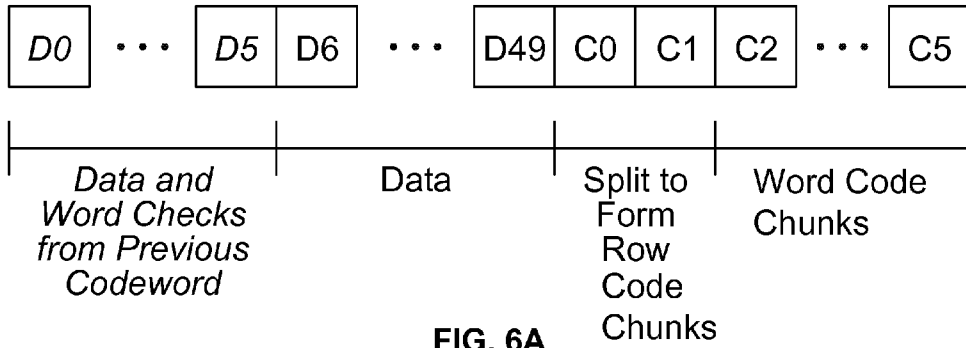 D0 ••• D5 D6 ••• D49 C0 C1 C2 ••• C5
Data and
Word Checks
from Previous
Codeword
Data
Split to
Form
Row
Code
Chunks
Word Code
Chunks
FIG. 6A